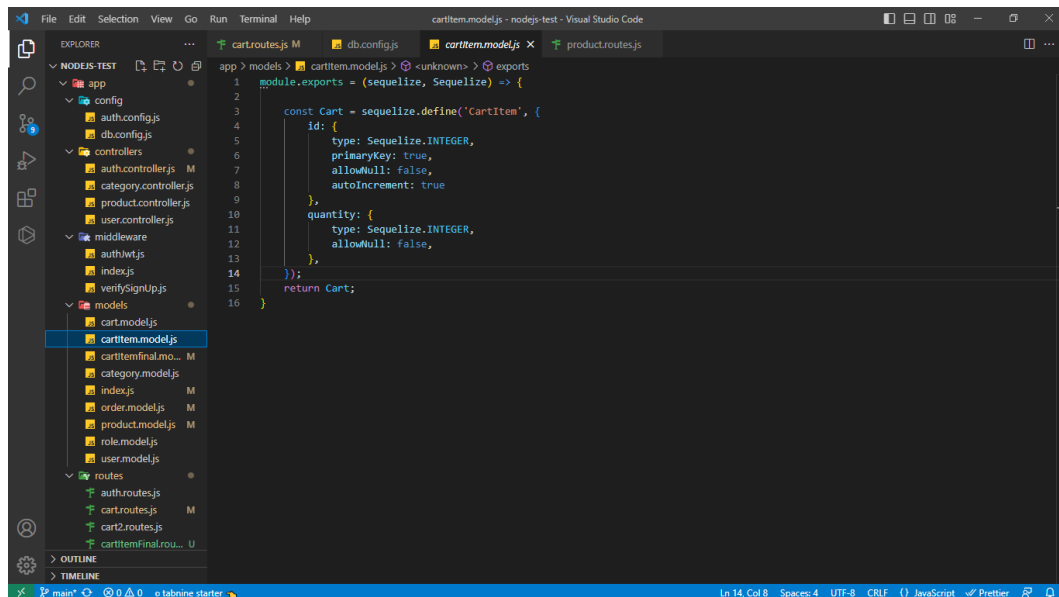 File Edit Selection View Go Run Terminal Help
cartItem.model.js - nodejs-test - Visual Studio Code
EXPLORER
cart.routes.js M
db.config.js
cartItem.model.js
product.routes.js
NODEJS-TEST
app > models > cartItem.model.js > <unknown> > exports
app
config
auth.config.js
db.config.js
controllers
auth.controller.js M
category.controller.js
product.controller.js
user.controller.js
middleware
authJwt.js
index.js
verifySignUp.js
models
cart.model.js
cartItem.model.js
cartItemfinal.mo... M
category.model.js
index.js M
order.model.js M
product.model.js M
role.model.js
user.model.js
routes
auth.routes.js
cart.routes.js M
cart2.routes.js
cartItemFinal.rou... U
OUTLINE
TIMELINE
9
1 module.exports = (sequelize, Sequelize) => {
2
3 const Cart = sequelize.define('CartItem', {
4 id: {
5 type: Sequelize.INTEGER,
6 primaryKey: true,
7 allowNull: false,
8 autoIncrement: true
9 },
10 quantity: {
11 type: Sequelize.INTEGER,
12 allowNull: false,
13 },
14 });
15 return Cart;
16 }
main* 0 0 tabnine starter
Ln 14, Col 8 Spaces: 4 UTF-8 CRLF {} JavaScript Prettier